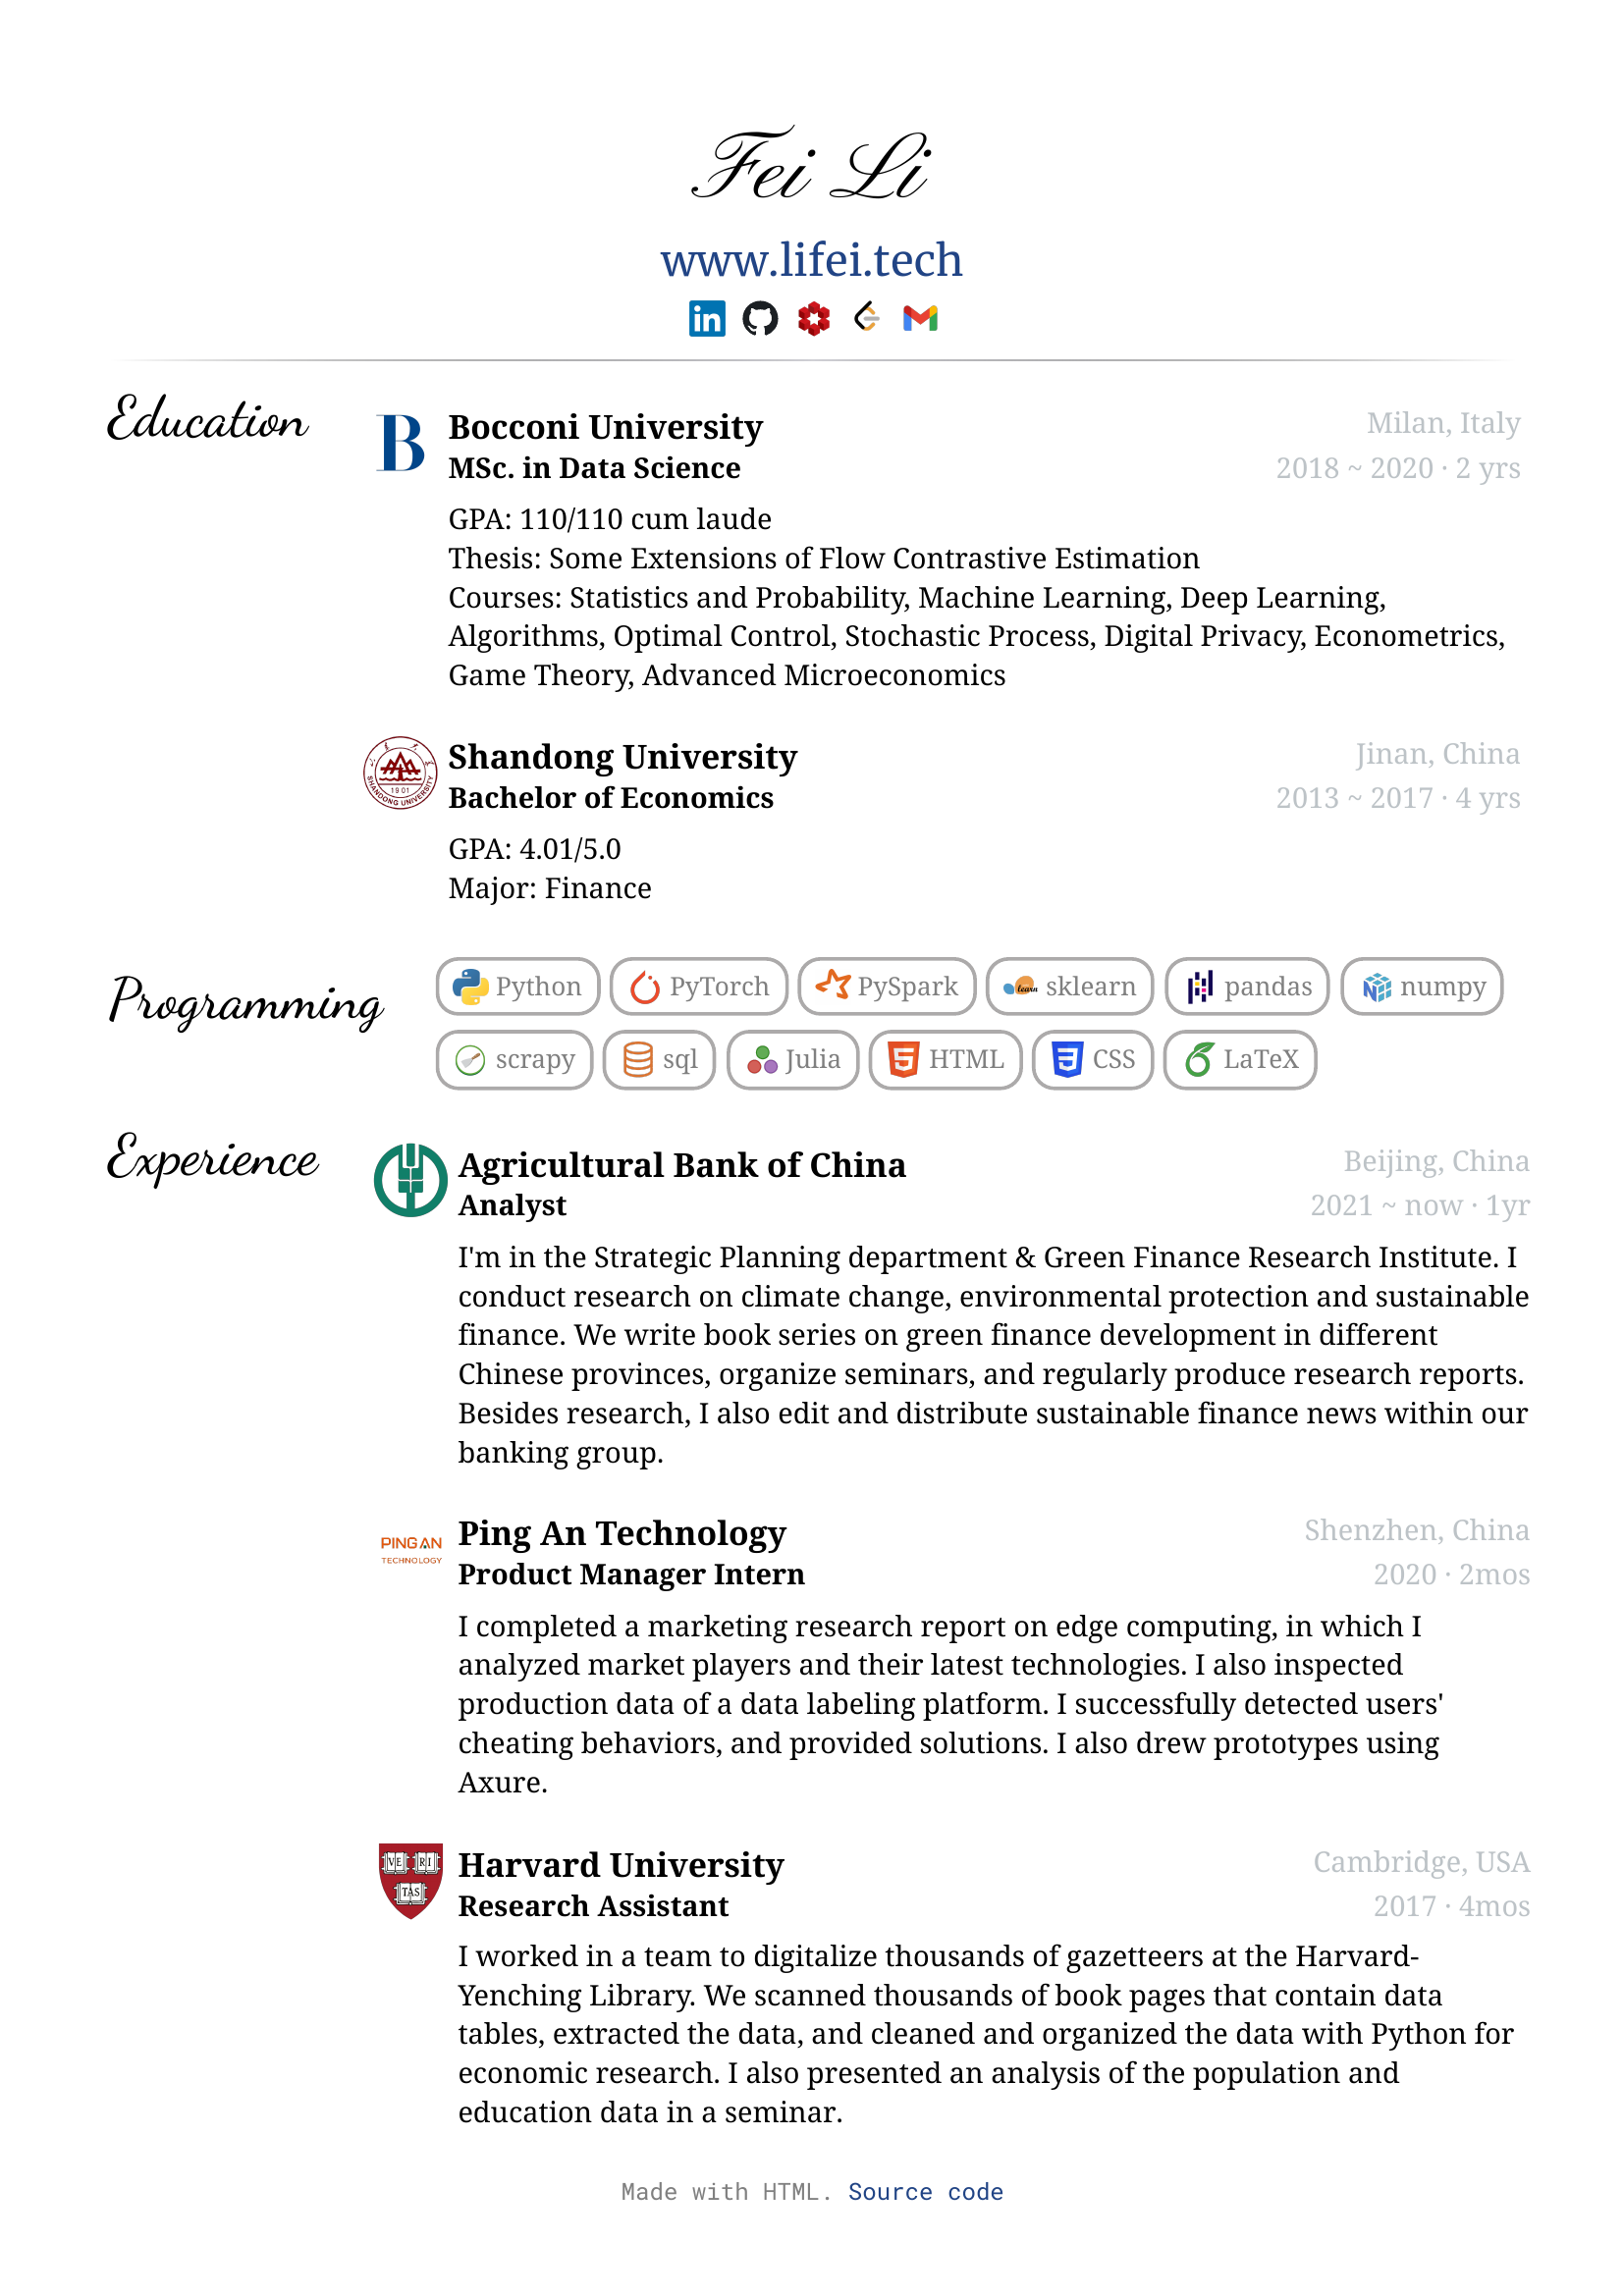 Fei Li
www.lifei.tech
in
Education
B
Bocconi University
Milan, Italy
MSc. in Data Science
2018 ~ 2020 · 2 yrs
GPA: 110/110 cum laude
Thesis: Some Extensions of Flow Contrastive Estimation
Courses: Statistics and Probability, Machine Learning, Deep Learning,
Algorithms, Optimal Control, Stochastic Process, Digital Privacy, Econometrics,
Game Theory, Advanced Microeconomics
1901
SHANDONG UNIVERSITY
Shandong University
Jinan, China
Bachelor of Economics
2013 ~ 2017 · 4 yrs
GPA: 4.01/5.0
Major: Finance
Programming
Python PyTorch PySpark learn sklearn pandas numpy
scrapy sql Julia HTML CSS LaTeX
Experience
Agricultural Bank of China
Beijing, China
Analyst
2021 ~ now · 1yr
I'm in the Strategic Planning department & Green Finance Research Institute. I
conduct research on climate change, environmental protection and sustainable
finance. We write book series on green finance development in different
Chinese provinces, organize seminars, and regularly produce research reports.
Besides research, I also edit and distribute sustainable finance news within our
banking group.
PING AN
TECHNOLOGY
Ping An Technology
Shenzhen, China
Product Manager Intern
2020 · 2mos
I completed a marketing research report on edge computing, in which I
analyzed market players and their latest technologies. I also inspected
production data of a data labeling platform. I successfully detected users'
cheating behaviors, and provided solutions. I also drew prototypes using
Axure.
VE RI
TAS
Harvard University
Cambridge, USA
Research Assistant
2017 · 4mos
I worked in a team to digitalize thousands of gazetteers at the Harvard-
Yenching Library. We scanned thousands of book pages that contain data
tables, extracted the data, and cleaned and organized the data with Python for
economic research. I also presented an analysis of the population and
education data in a seminar.
Made with HTML. Source code